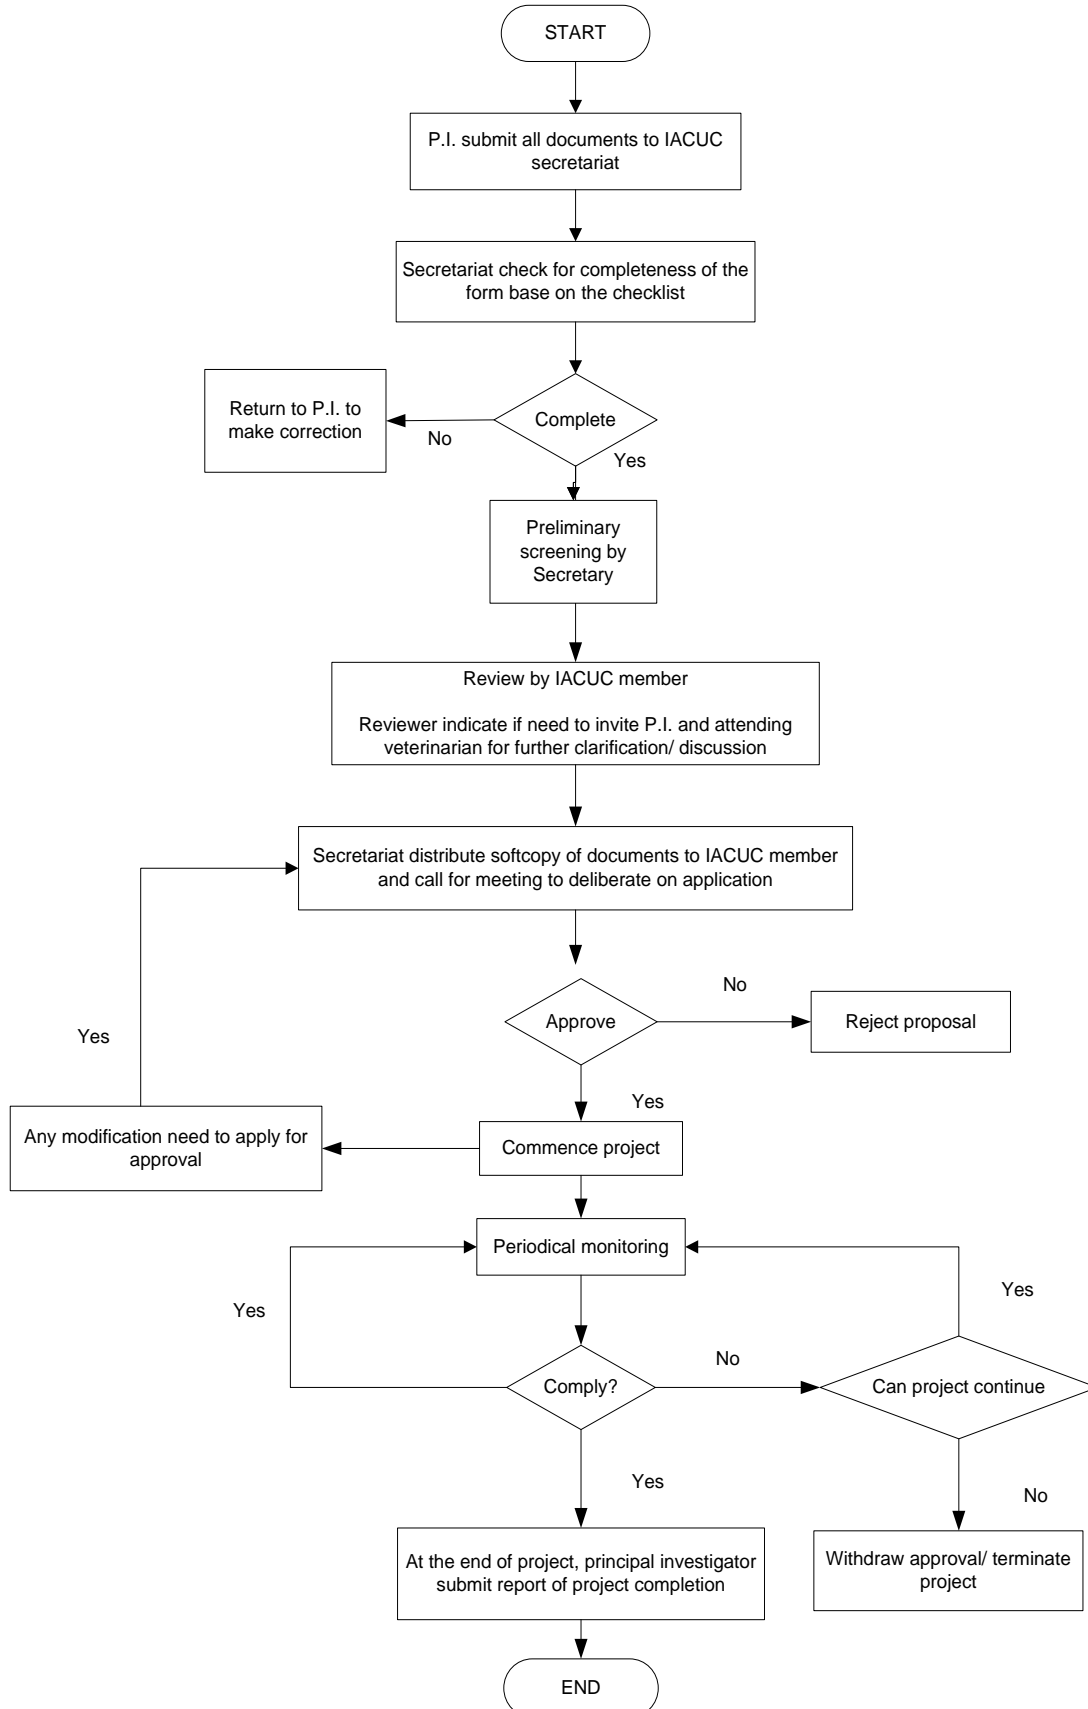 START
P.I. submit all documents to IACUC
secretariat
Secretariat check for completeness of the
form base on the checklist
Return to P.I. to
make correction
No
Complete
Yes
Preliminary
screening by
Secretary
Review by IACUC member
Reviewer indicate if need to invite P.I. and attending
veterinarian for further clarification/ discussion
Secretariat distribute softcopy of documents to IACUC member
and call for meeting to deliberate on application
Approve
No
Reject proposal
Yes
Yes
Any modification need to apply for
approval
Commence project
Periodical monitoring
Yes
Yes
Comply?
No
Can project continue
Yes
No
At the end of project, principal investigator
submit report of project completion
Withdraw approval/ terminate
project
END